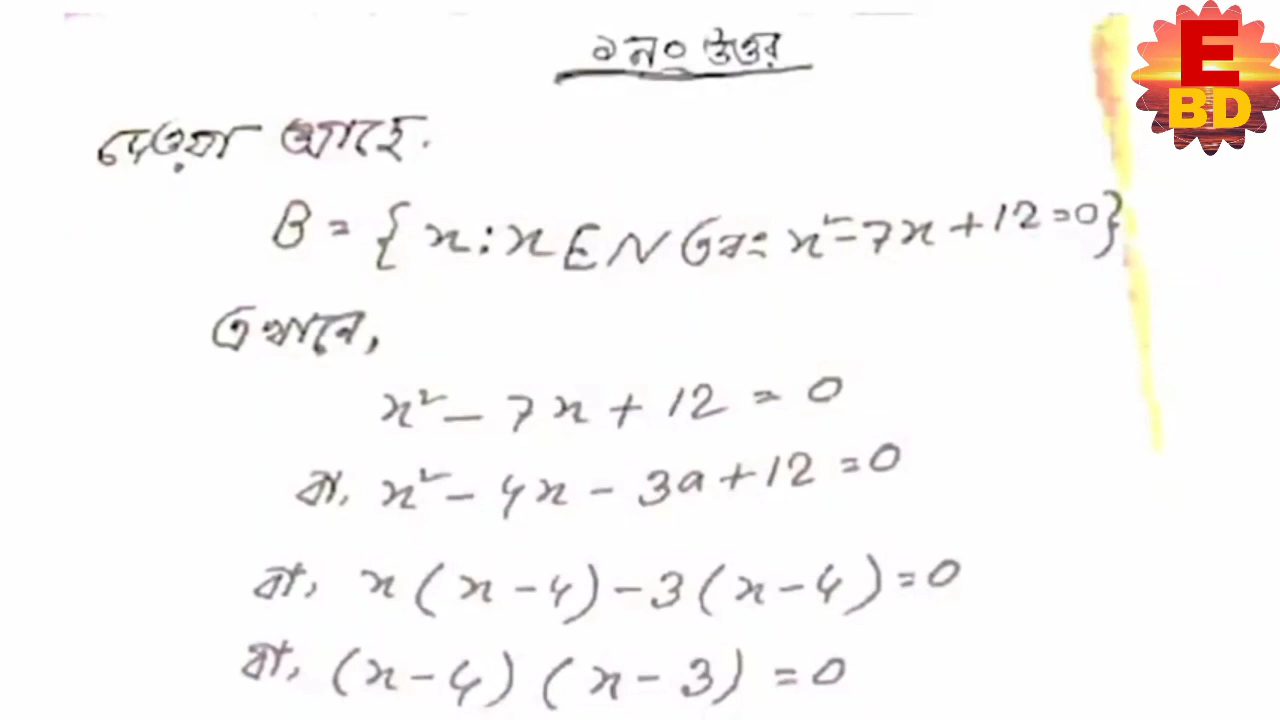 ১ নং উত্তর
E
BD
দেওয়া আছে.
B = {x : x ∈ N এবং x² - 7x + 12 = 0}
এখানে,
x² - 7x + 12 = 0
বা, x² - 4x - 3a + 12 = 0
বা, x (x - 4) - 3 (x - 4) = 0
বা, (x - 4) (x - 3) = 0